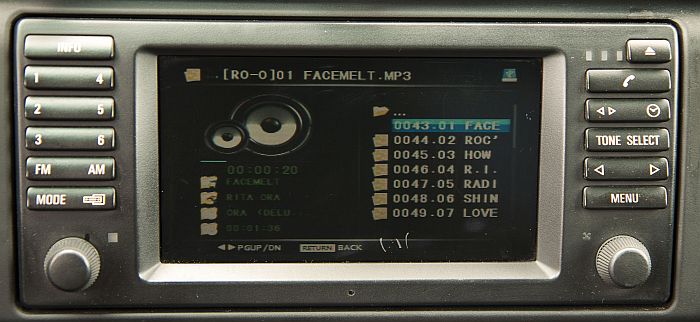 INFO
1 4
2 5
3 6
FM AM
MODE
...[RO-O]01 FACEMELT.MP3
00:00:20
FACEMELT
RITA ORA
ORA (DELU...
00:01:36
...
0043.01 FACE
0044.02 ROC'
0045.03 HOW
0046.04 R.I.
0047.05 RADI
0048.06 SHIN
0049.07 LOVE
◄►PGUP/DN RETURN BACK
TONE SELECT
MENU